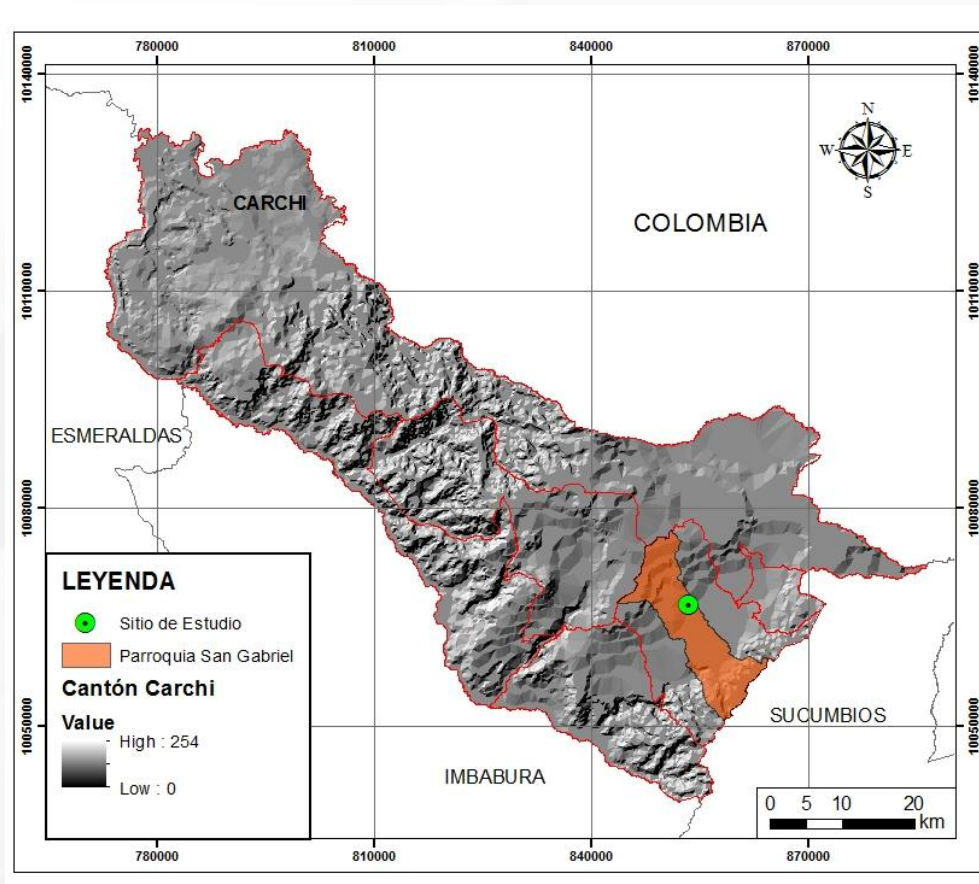 780000 810000 840000 870000
10140000 10140000
N
W E
S
CARCHI
COLOMBIA
10110000 10110000
ESMERALDAS
10080000 10080000
LEYENDA
Sitio de Estudio
Parroquia San Gabriel
Cantón Carchi
Value
High : 254
Low : 0
SUCUMBIOS
10050000 10050000
IMBABURA
0 5 10 20
km
780000 810000 840000 870000